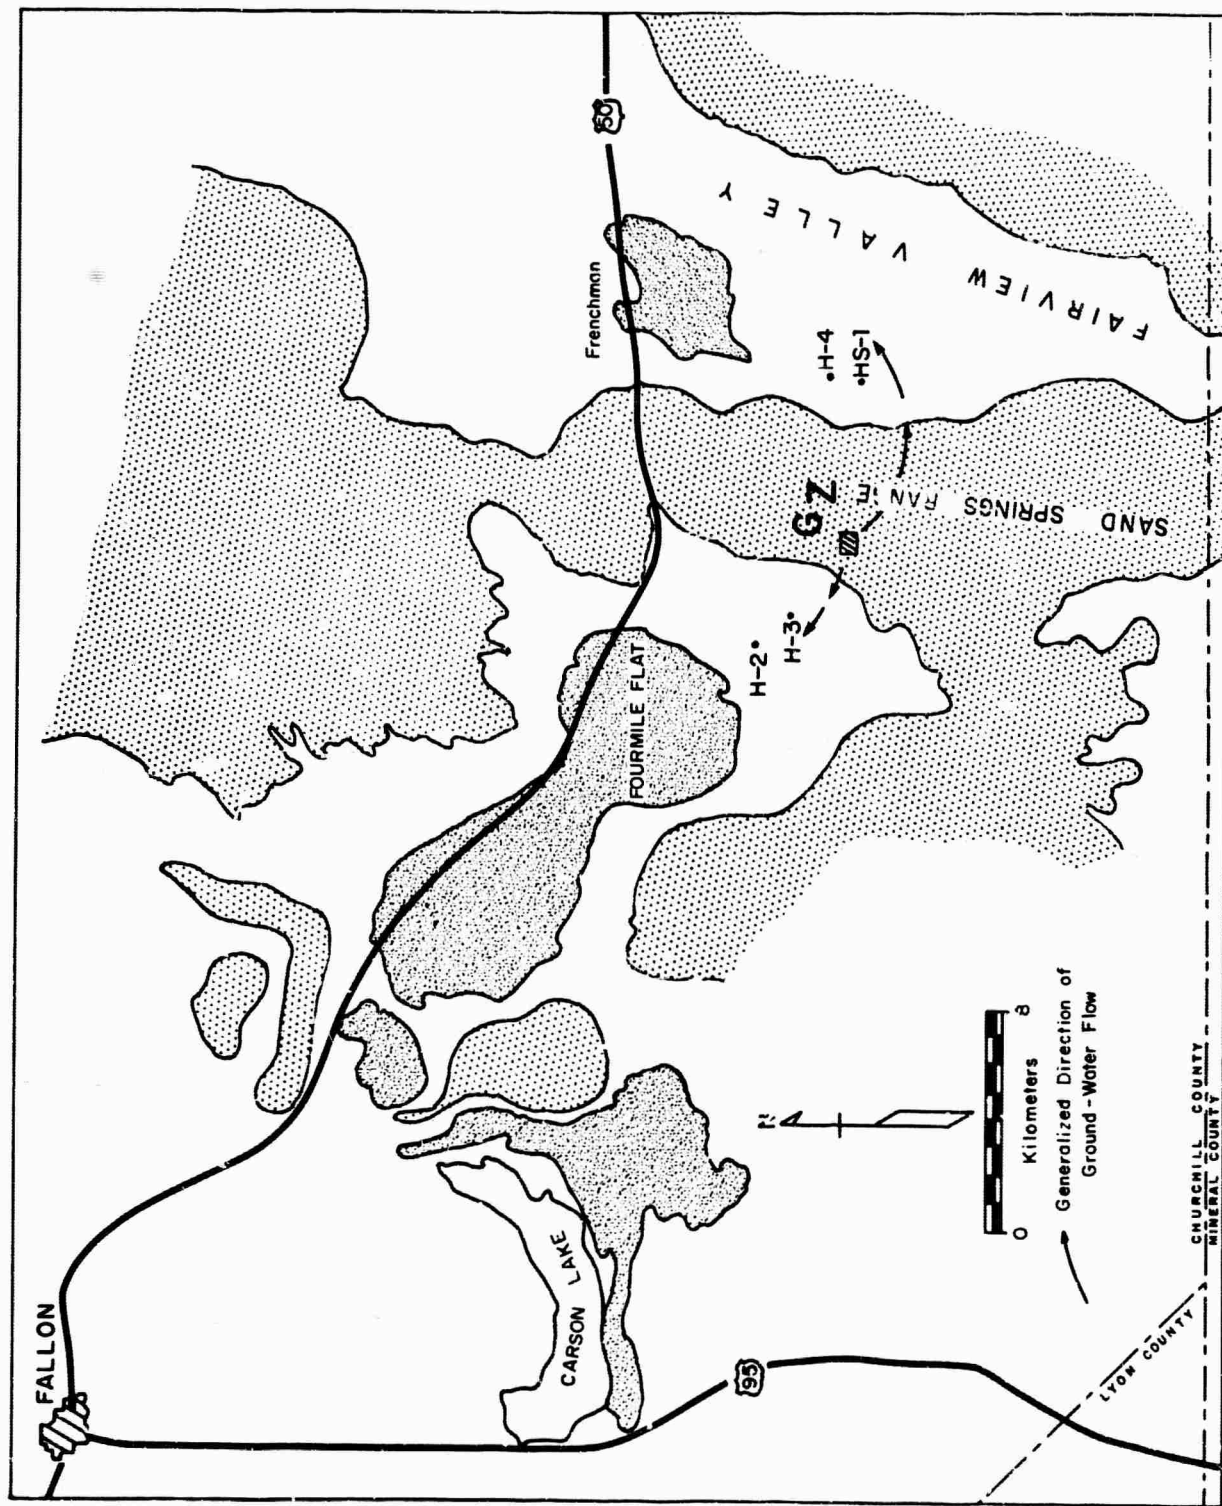 FALLON
50
Frenchman
FAIRVIEW VALLEY
H-4
HS-1
GZ
SAND SPRINGS RANGE
H-2
H-3
FOURMILE FLAT
CARSON LAKE
95
N
0 8
Kilometers
Generalized Direction of
Ground-Water Flow
LYON COUNTY
CHURCHILL COUNTY
MINERAL COUNTY